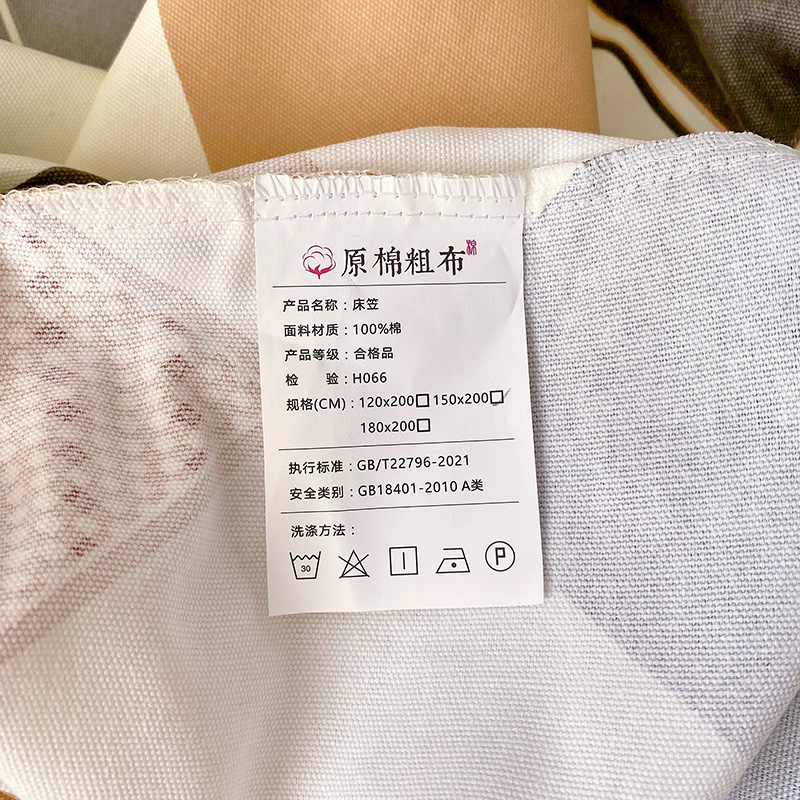 原棉粗布
产品名称：床笠
面料材质：100%棉
产品等级：合格品
检 验：H066
规格(CM)：120x200□ 150x200□
180x200□
执行标准：GB/T22796-2021
安全类别：GB18401-2010 A类
洗涤方法：
30 P